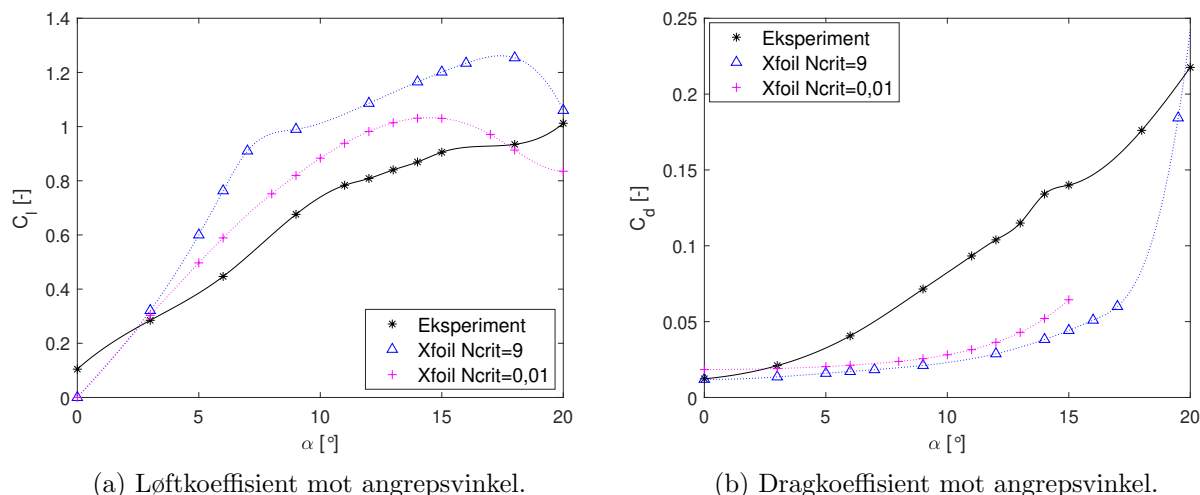 1.4
1.2
1
0.8
0.6
0.4
0.2
0
C_l [-]
0 5 10 15 20
α [°]
Eksperiment
Xfoil Ncrit=9
Xfoil Ncrit=0,01
(a) Løftkoeffisient mot angrepsvinkel.
0.25
0.2
0.15
0.1
0.05
0
C_d [-]
0 5 10 15 20
α [°]
Eksperiment
Xfoil Ncrit=9
Xfoil Ncrit=0,01
(b) Dragkoeffisient mot angrepsvinkel.